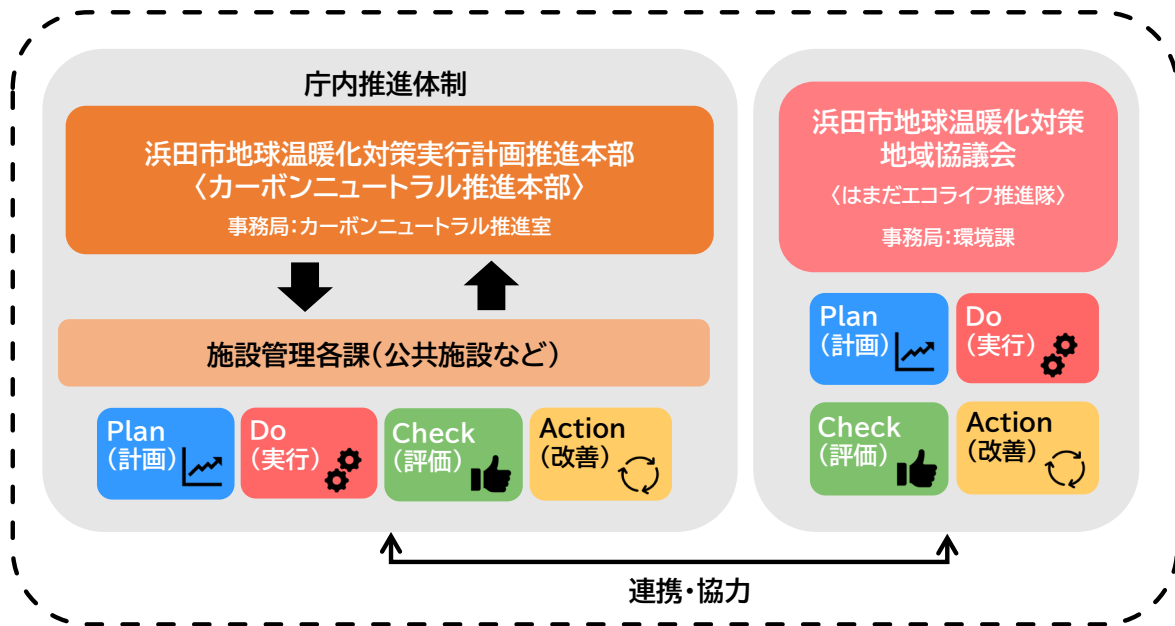 庁内推進体制
浜田市地球温暖化対策実行計画推進本部
〈カーボンニュートラル推進本部〉
事務局:カーボンニュートラル推進室
施設管理各課(公共施設など)
Plan
(計画)
Do
(実行)
Check
(評価)
Action
(改善)
浜田市地球温暖化対策
地域協議会
〈はまだエコライフ推進隊〉
事務局:環境課
Plan
(計画)
Do
(実行)
Check
(評価)
Action
(改善)
連携・協力